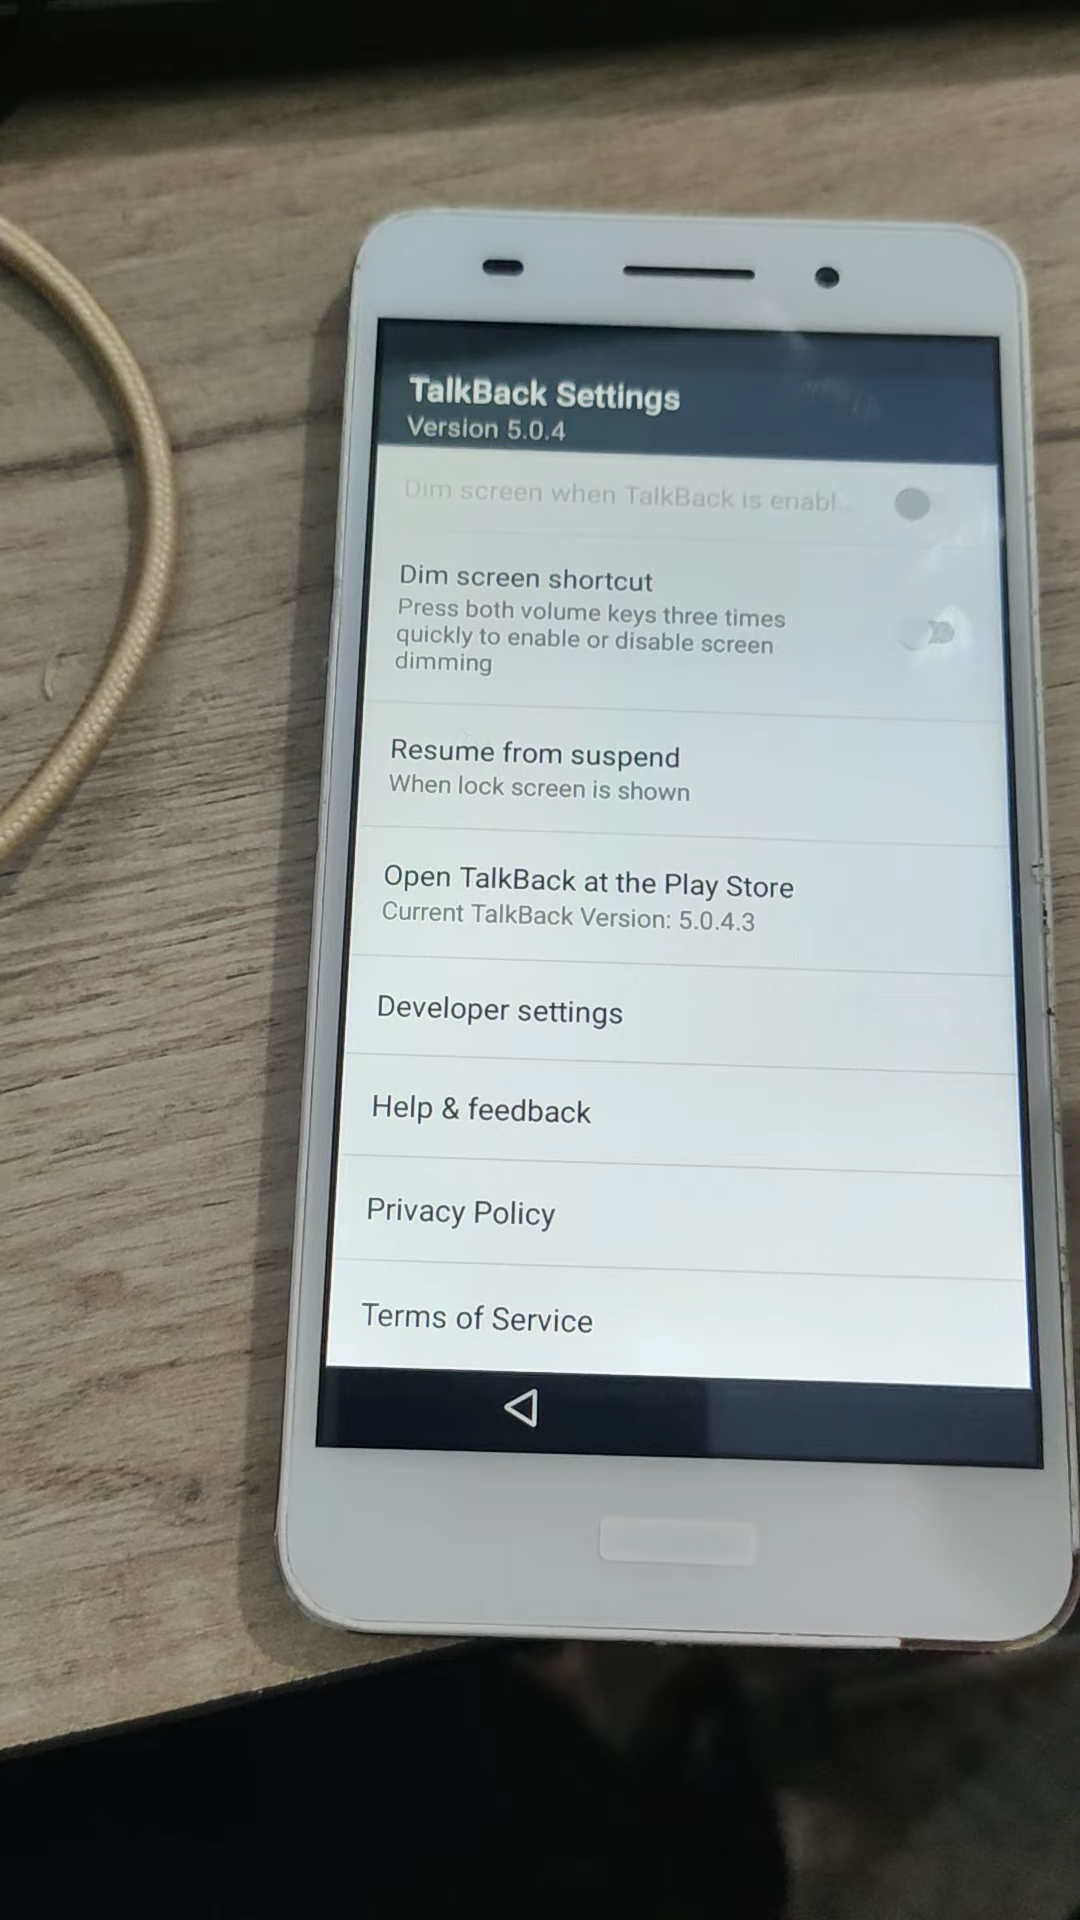 TalkBack Settings
Version 5.0.4
Dim screen when TalkBack is enabl...
Dim screen shortcut
Press both volume keys three times
quickly to enable or disable screen
dimming
Resume from suspend
When lock screen is shown
Open TalkBack at the Play Store
Current TalkBack Version: 5.0.4.3
Developer settings
Help & feedback
Privacy Policy
Terms of Service